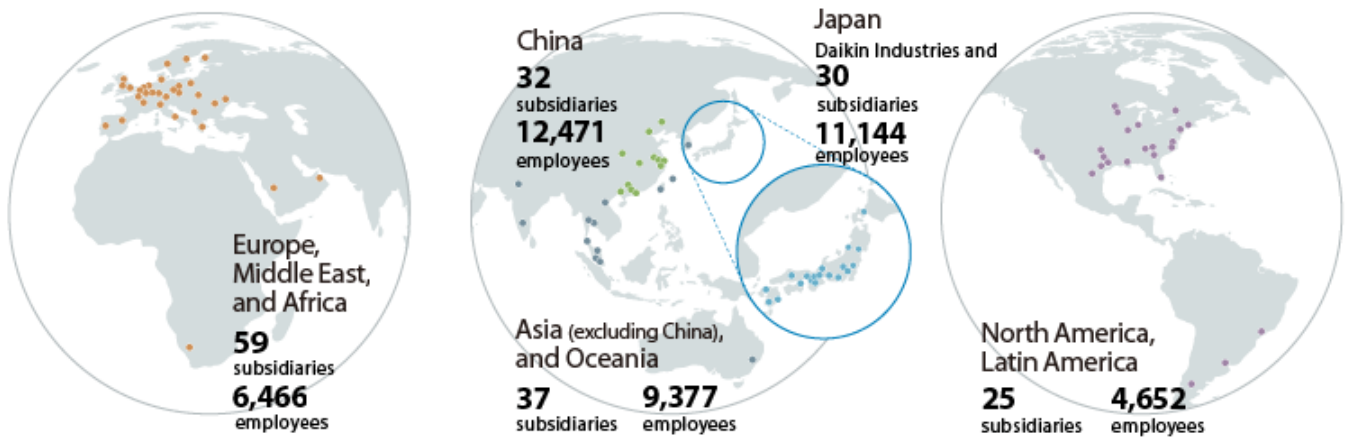 Europe,
Middle East,
and Africa
59
subsidiaries
6,466
employees
China
32
subsidiaries
12,471
employees
Japan
Daikin Industries and
30
subsidiaries
11,144
employees
Asia (excluding China),
and Oceania
37
subsidiaries
9,377
employees
North America,
Latin America
25
subsidiaries
4,652
employees